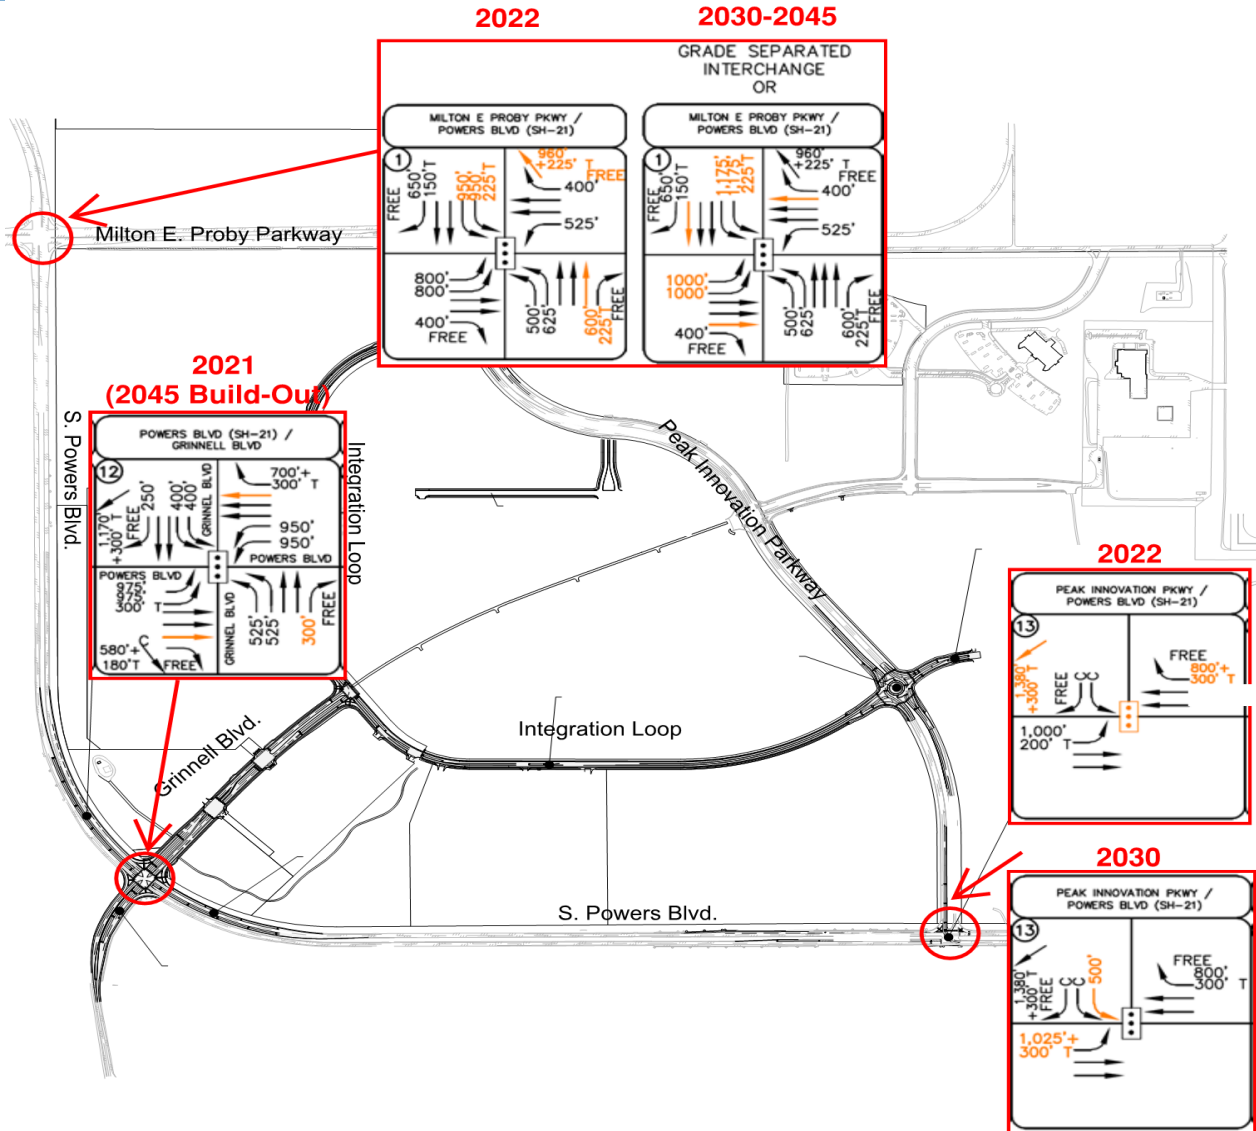 2022
2030-2045
GRADE SEPARATED
INTERCHANGE
OR
MILTON E PROBY PKWY /
POWERS BLVD (SH-21)
1
FREE
650'
150'T
950'
950'
225'T
960'
+225' T
FREE
400'
525'
800'
800'
400'
FREE
500'
625'
600'
225'T
FREE
MILTON E PROBY PKWY /
POWERS BLVD (SH-21)
1
FREE
650'
150'T
1,175'
1,175'
225'T
960'
+225' T
FREE
400'
525'
1000'
1000'
400'
FREE
500'
625'
600'
225'T
FREE
Milton E. Proby Parkway
2021
(2045 Build-Out)
S. Powers Blvd.
POWERS BLVD (SH-21) /
GRINNELL BLVD
12
1,170'
+300' T
FREE
250'
400'
400'
GRINNEL BLVD
700'+
300' T
950'
950'
POWERS BLVD
POWERS BLVD
975'
975'
300' T
C
580'+
180'T
FREE
GRINNEL BLVD
525'
525'
300'
FREE
Integration Loop
Peak Innovation Parkway
2022
PEAK INNOVATION PKWY /
POWERS BLVD (SH-21)
13
1,380'
+300' T
FREE
C
C
FREE
800'+
300' T
1,000'
200' T
Integration Loop
Grinnell Blvd.
2030
PEAK INNOVATION PKWY /
POWERS BLVD (SH-21)
13
1,380'
+300' T
FREE
C
C
500'
FREE
800'
300' T
1,025'+
300' T
S. Powers Blvd.